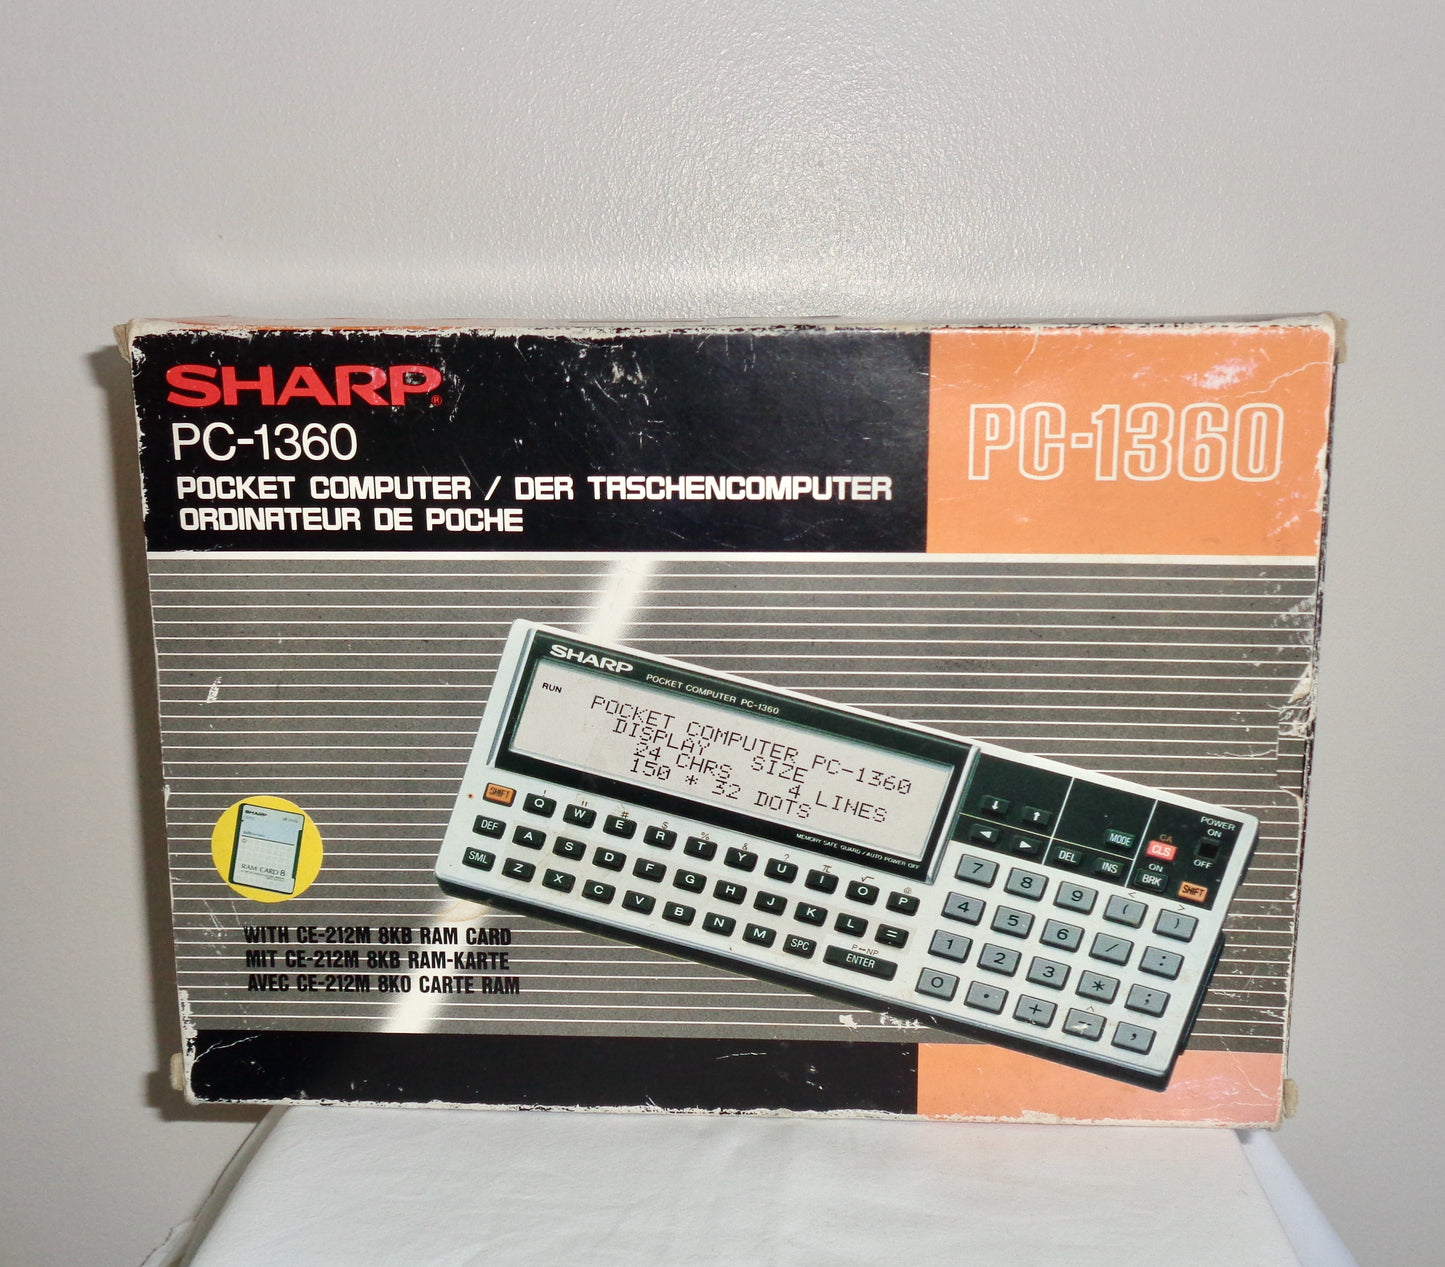 SHARP®
PC-1360
POCKET COMPUTER / DER TASCHENCOMPUTER
ORDINATEUR DE POCHE
PC-1360
SHARP POCKET COMPUTER PC-1360
RUN
POCKET COMPUTER PC-1360
DISPLAY SIZE
24 CHRS 4 LINES
150 * 32 DOTS
MEMORY SAFE GUARD / AUTO POWER OFF
POWER
ON
OFF
↓ ↑ MODE CA CLS
◀ ▶ DEL INS ON BRK SHIFT
! " # $ % & ? π √ @
SHIFT Q W E R T Y U I O P
DEF A S D F G H J K L =
SML Z X C V B N M SPC ENTER
P↔NP
< >
7 8 9 ( )
4 5 6 / :
1 2 3 * ;
^
0 . + - ,
SHARP
RAM CARD 8
WITH CE-212M 8KB RAM CARD
MIT CE-212M 8KB RAM-KARTE
AVEC CE-212M 8KO CARTE RAM